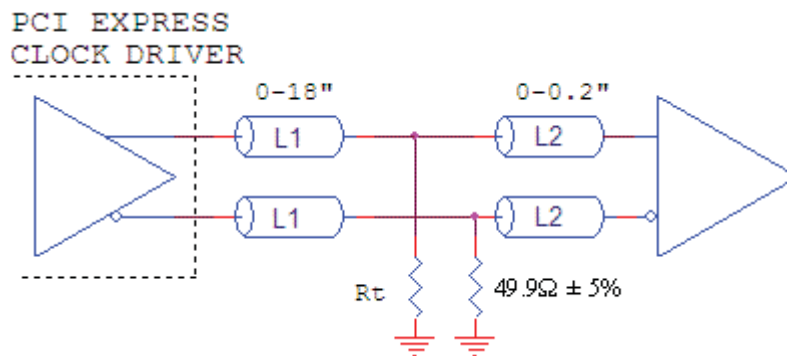 PCI EXPRESS
CLOCK DRIVER
0-18"
0-0.2"
L1
L2
L1
L2
Rt
49.9Ω ± 5%